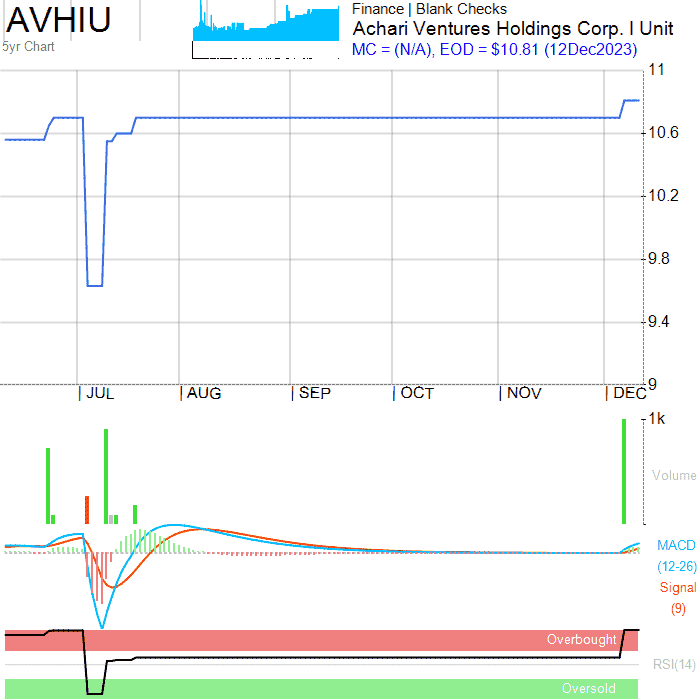 AVHIU
5yr Chart
Finance | Blank Checks
Achari Ventures Holdings Corp. I Unit
MC = (N/A), EOD = $10.81 (12Dec2023)
11
10.6
10.2
9.8
9.4
9
JUL AUG SEP OCT NOV DEC
1k
Volume
MACD
(12-26)
Signal
(9)
Overbought
RSI(14)
Oversold